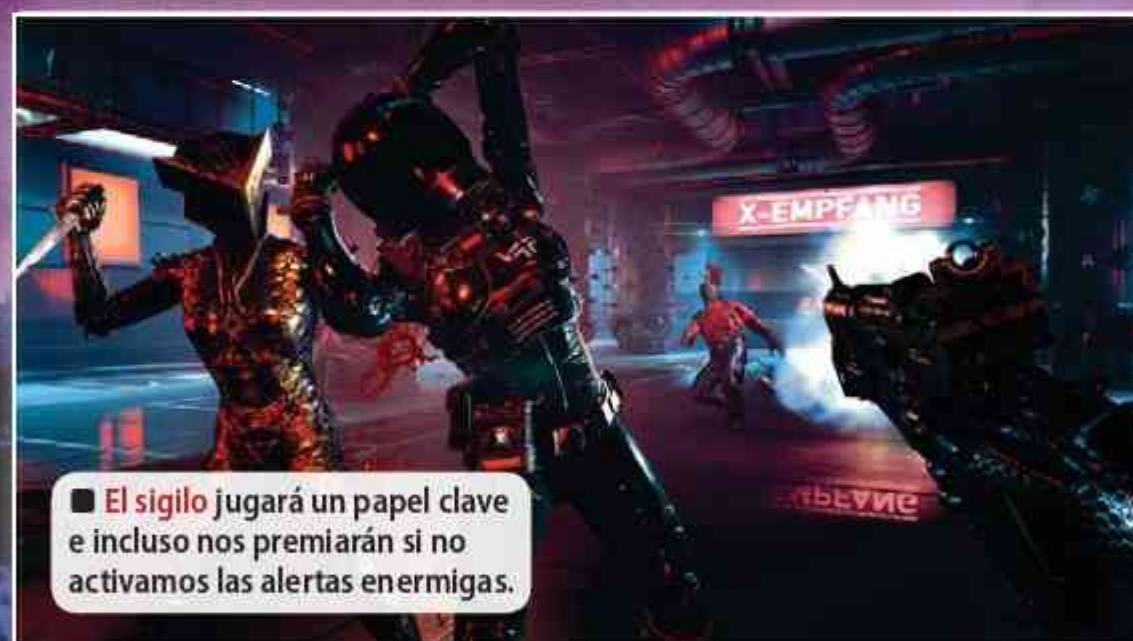 X-EMPFANG
■ El sigilo jugará un papel clave
e incluso nos premiarán si no
activamos las alertas enermigas.